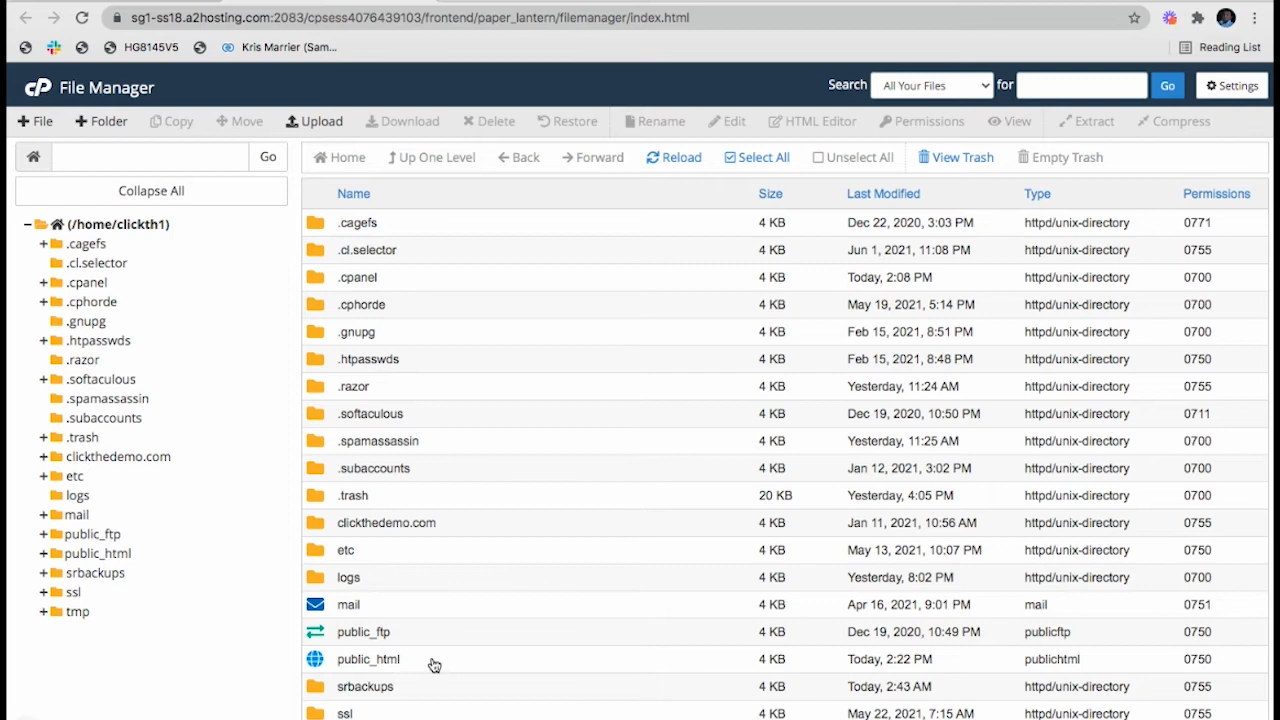 sg1-ss18.a2hosting.com:2083/cpsess4076439103/frontend/paper_lantern/filemanager/index.html
HG8145V5 Kris Marrier (Sam... Reading List
cP File Manager Search All Your Files for Go Settings
+ File + Folder Copy Move Upload Download Delete Restore Rename Edit HTML Editor Permissions View Extract Compress
Go Home Up One Level Back Forward Reload Select All Unselect All View Trash Empty Trash
Collapse All
Name Size Last Modified Type Permissions
(/home/clickth1)
.cagefs
.cl.selector
.cpanel
.cphorde
.gnupg
.htpasswds
.razor
.softaculous
.spamassassin
.subaccounts
.trash
clickthedemo.com
etc
logs
mail
public_ftp
public_html
srbackups
ssl
tmp
.cagefs 4 KB Dec 22, 2020, 3:03 PM httpd/unix-directory 0771
.cl.selector 4 KB Jun 1, 2021, 11:08 PM httpd/unix-directory 0755
.cpanel 4 KB Today, 2:08 PM httpd/unix-directory 0700
.cphorde 4 KB May 19, 2021, 5:14 PM httpd/unix-directory 0700
.gnupg 4 KB Feb 15, 2021, 8:51 PM httpd/unix-directory 0700
.htpasswds 4 KB Feb 15, 2021, 8:48 PM httpd/unix-directory 0750
.razor 4 KB Yesterday, 11:24 AM httpd/unix-directory 0755
.softaculous 4 KB Dec 19, 2020, 10:50 PM httpd/unix-directory 0711
.spamassassin 4 KB Yesterday, 11:25 AM httpd/unix-directory 0700
.subaccounts 4 KB Jan 12, 2021, 3:02 PM httpd/unix-directory 0700
.trash 20 KB Yesterday, 4:05 PM httpd/unix-directory 0700
clickthedemo.com 4 KB Jan 11, 2021, 10:56 AM httpd/unix-directory 0755
etc 4 KB May 13, 2021, 10:07 PM httpd/unix-directory 0750
logs 4 KB Yesterday, 8:02 PM httpd/unix-directory 0700
mail 4 KB Apr 16, 2021, 9:01 PM mail 0751
public_ftp 4 KB Dec 19, 2020, 10:49 PM publicftp 0750
public_html 4 KB Today, 2:22 PM publichtml 0750
srbackups 4 KB Today, 2:43 AM httpd/unix-directory 0755
ssl 4 KB May 22, 2021, 7:15 AM httpd/unix-directory 0755